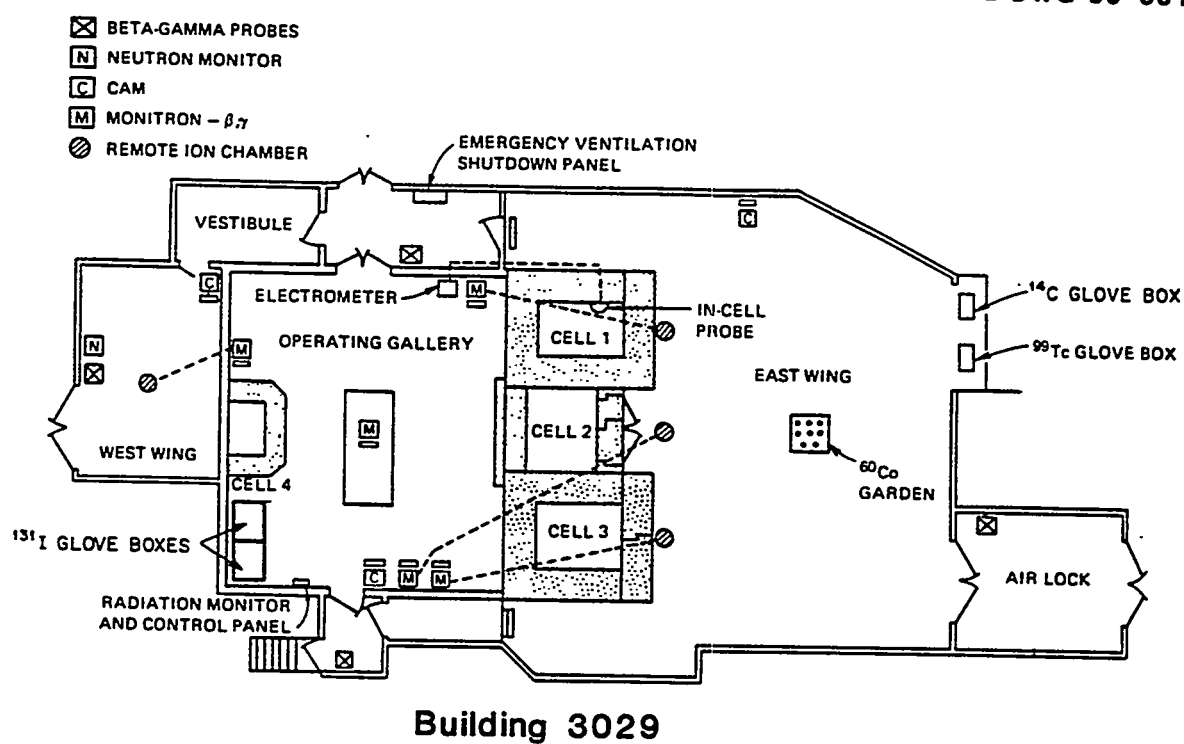 BETA-GAMMA PROBES
N NEUTRON MONITOR
C CAM
M MONITRON – β,γ
REMOTE ION CHAMBER
EMERGENCY VENTILATION
SHUTDOWN PANEL
VESTIBULE
C
C
ELECTROMETER
M
IN-CELL
PROBE
¹⁴C GLOVE BOX
N
M
OPERATING GALLERY
CELL 1
⁹⁹Tc GLOVE BOX
EAST WING
M
CELL 2
WEST WING
CELL 4
⁶⁰Co
GARDEN
¹³¹I GLOVE BOXES
CELL 3
C
M
M
AIR LOCK
RADIATION MONITOR
AND CONTROL PANEL
Building 3029